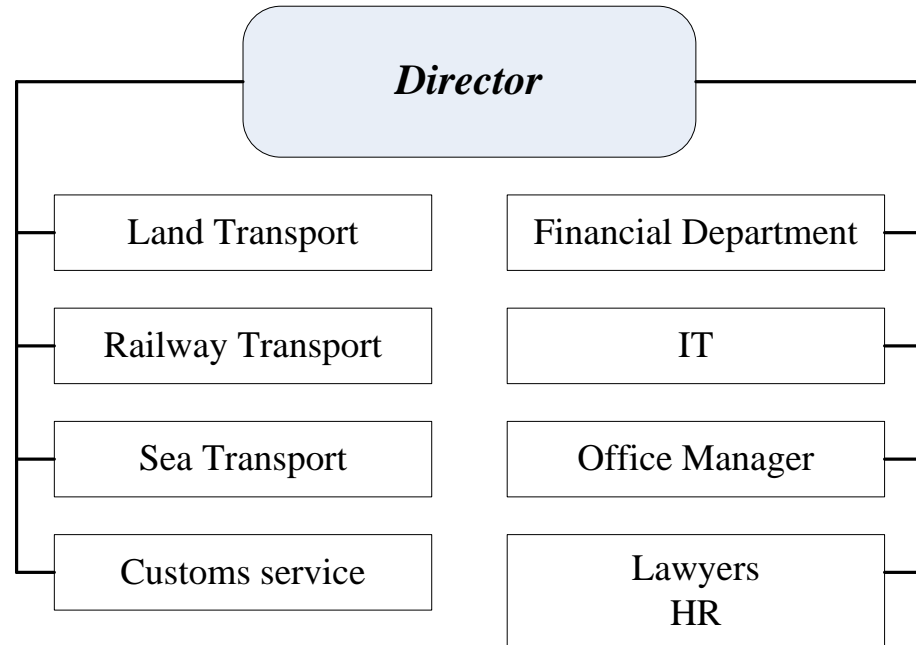 Director
Land Transport
Financial Department
Railway Transport
IT
Sea Transport
Office Manager
Customs service
Lawyers
HR